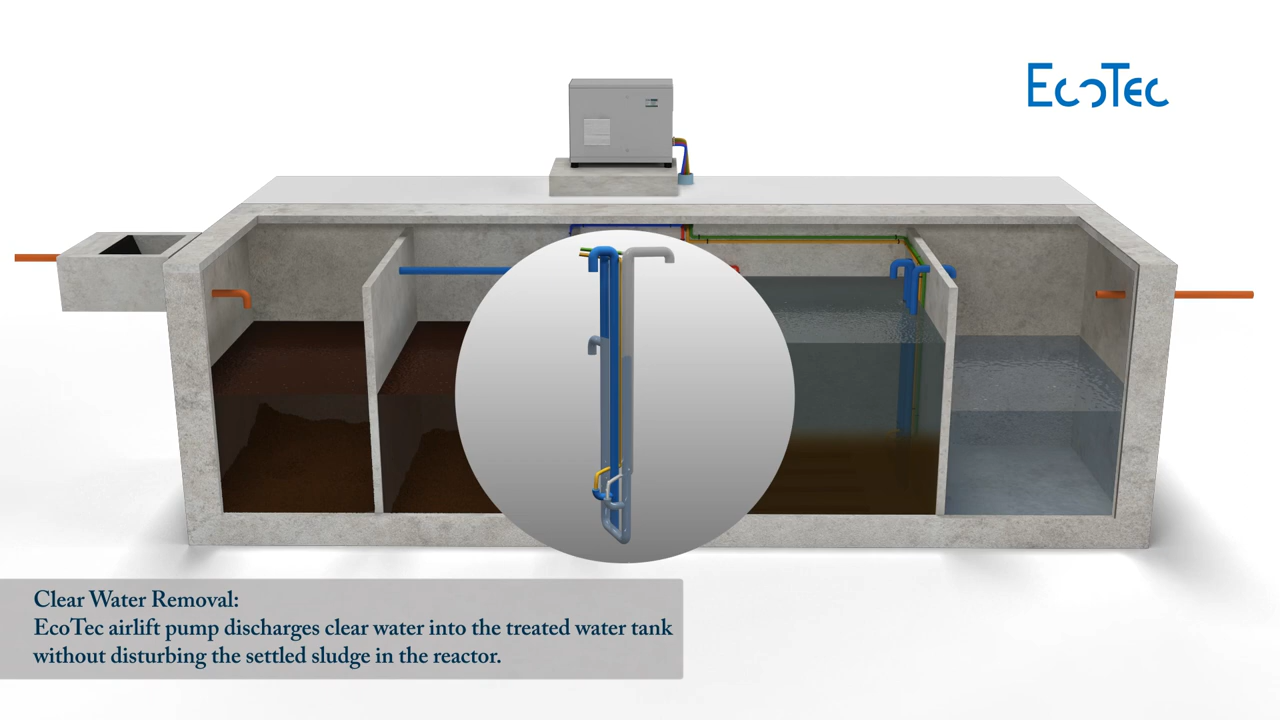 EcoTec
Clear Water Removal:
EcoTec airlift pump discharges clear water into the treated water tank
without disturbing the settled sludge in the reactor.